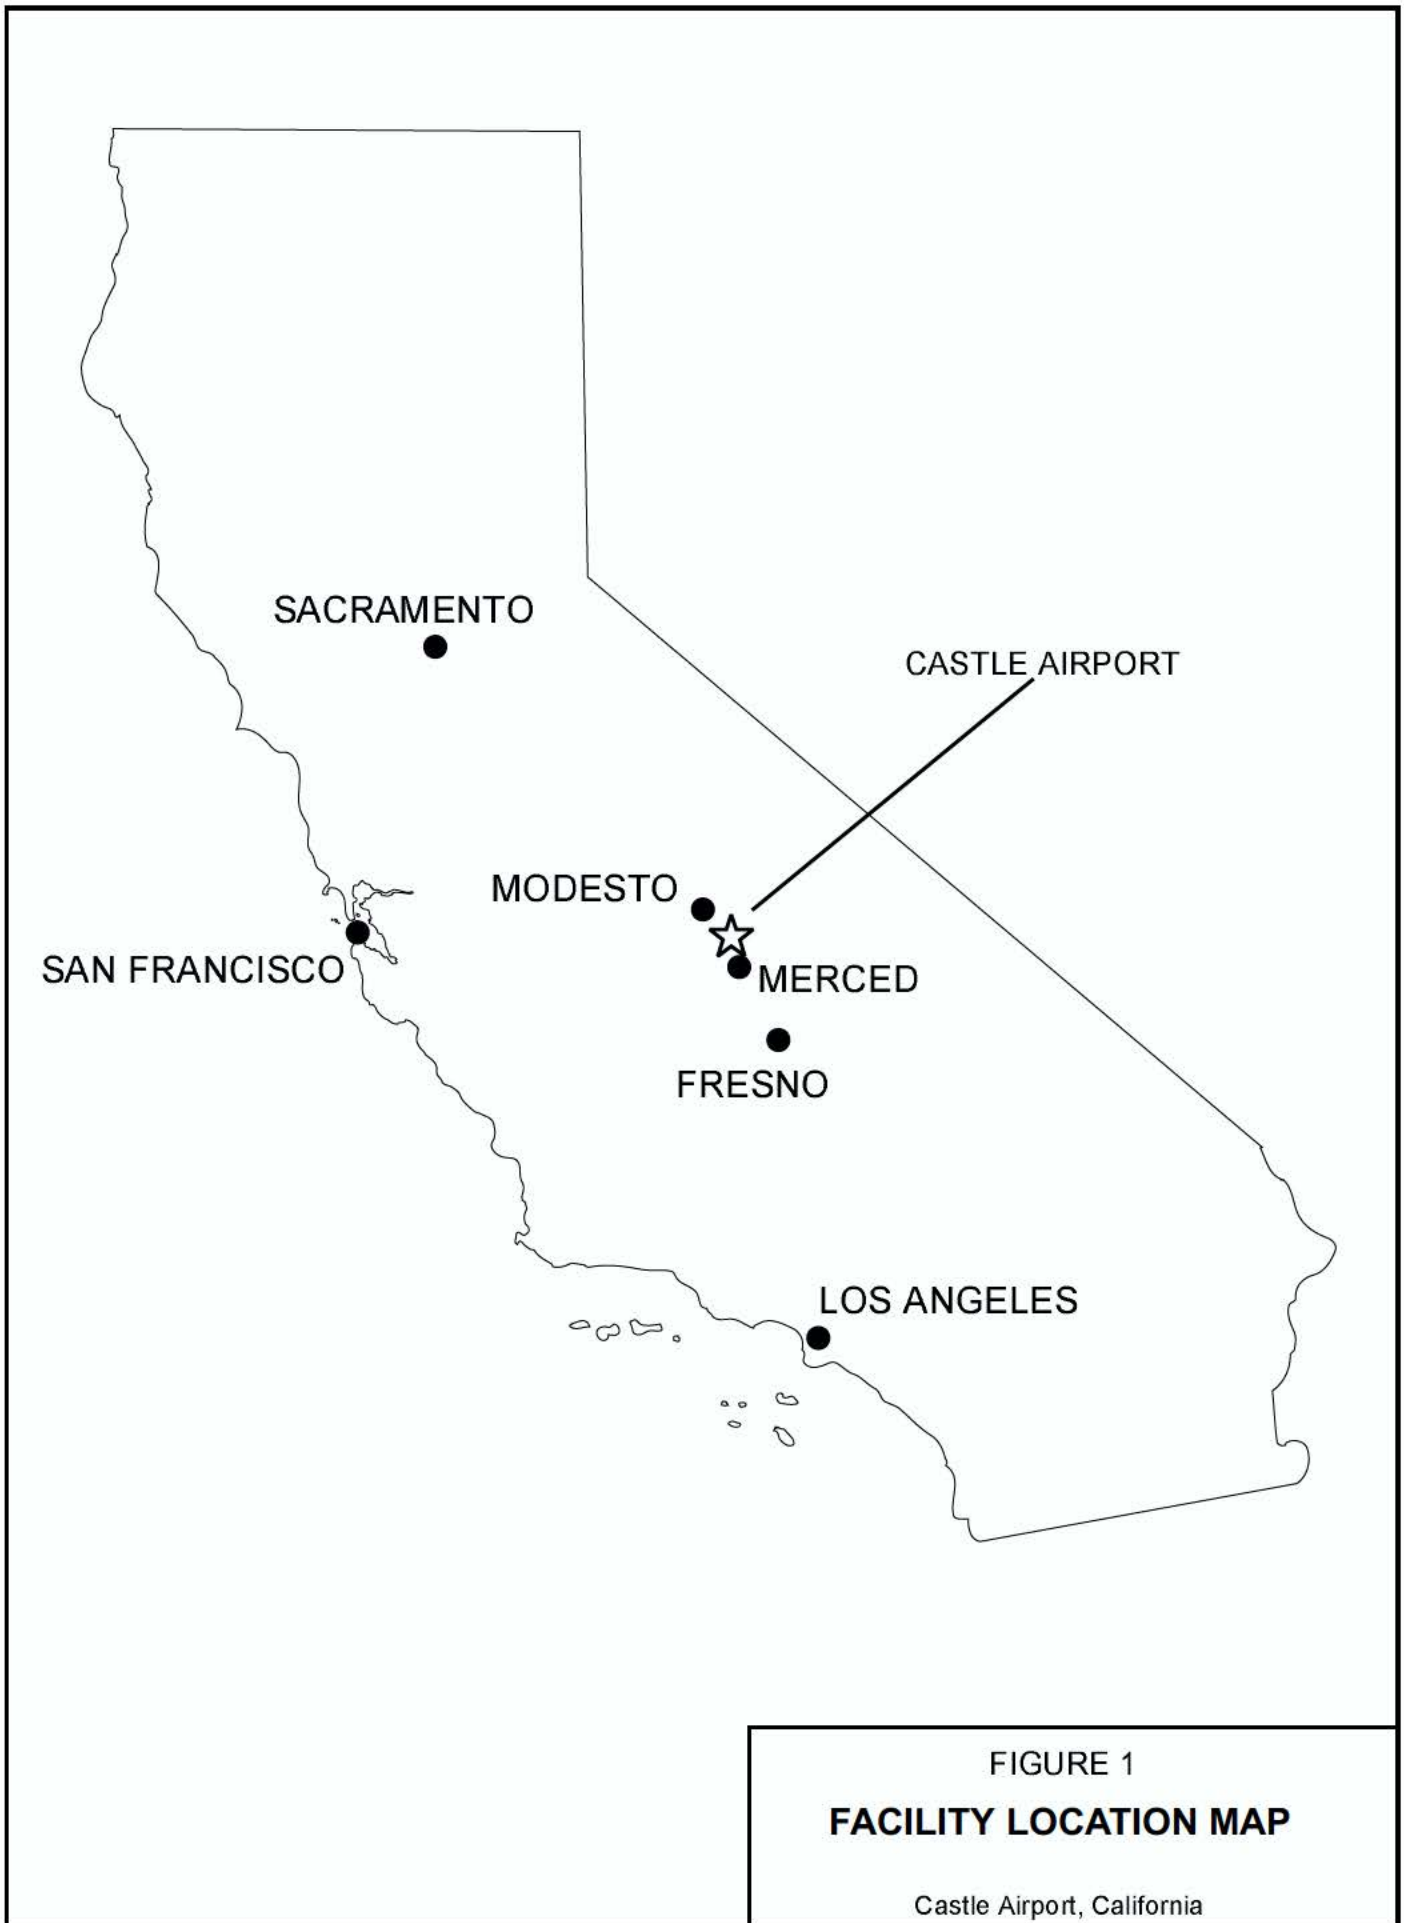 SACRAMENTO
CASTLE AIRPORT
MODESTO
SAN FRANCISCO
MERCED
FRESNO
LOS ANGELES
FIGURE 1
FACILITY LOCATION MAP
Castle Airport, California